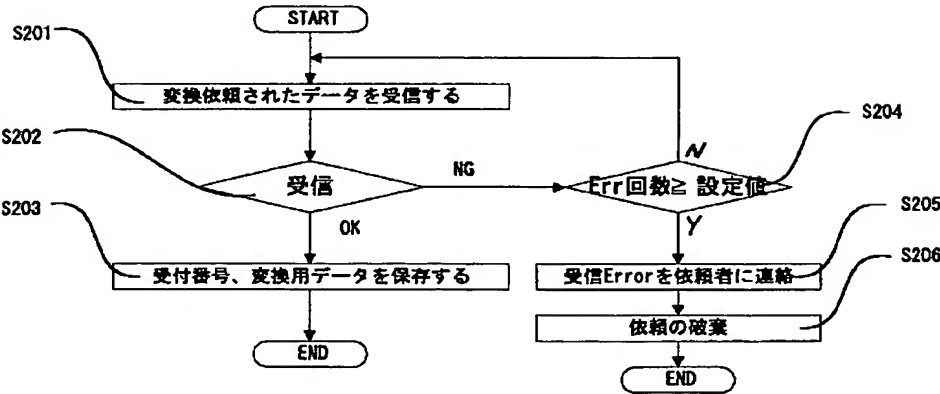 START
S201
変換依頼されたデータを受信する
S202
受信
NG
OK
S203
受付番号、変換用データを保存する
END
N
S204
Err回数≧ 設定値
Y
S205
受信Errorを依頼者に連絡
S206
依頼の破棄
END